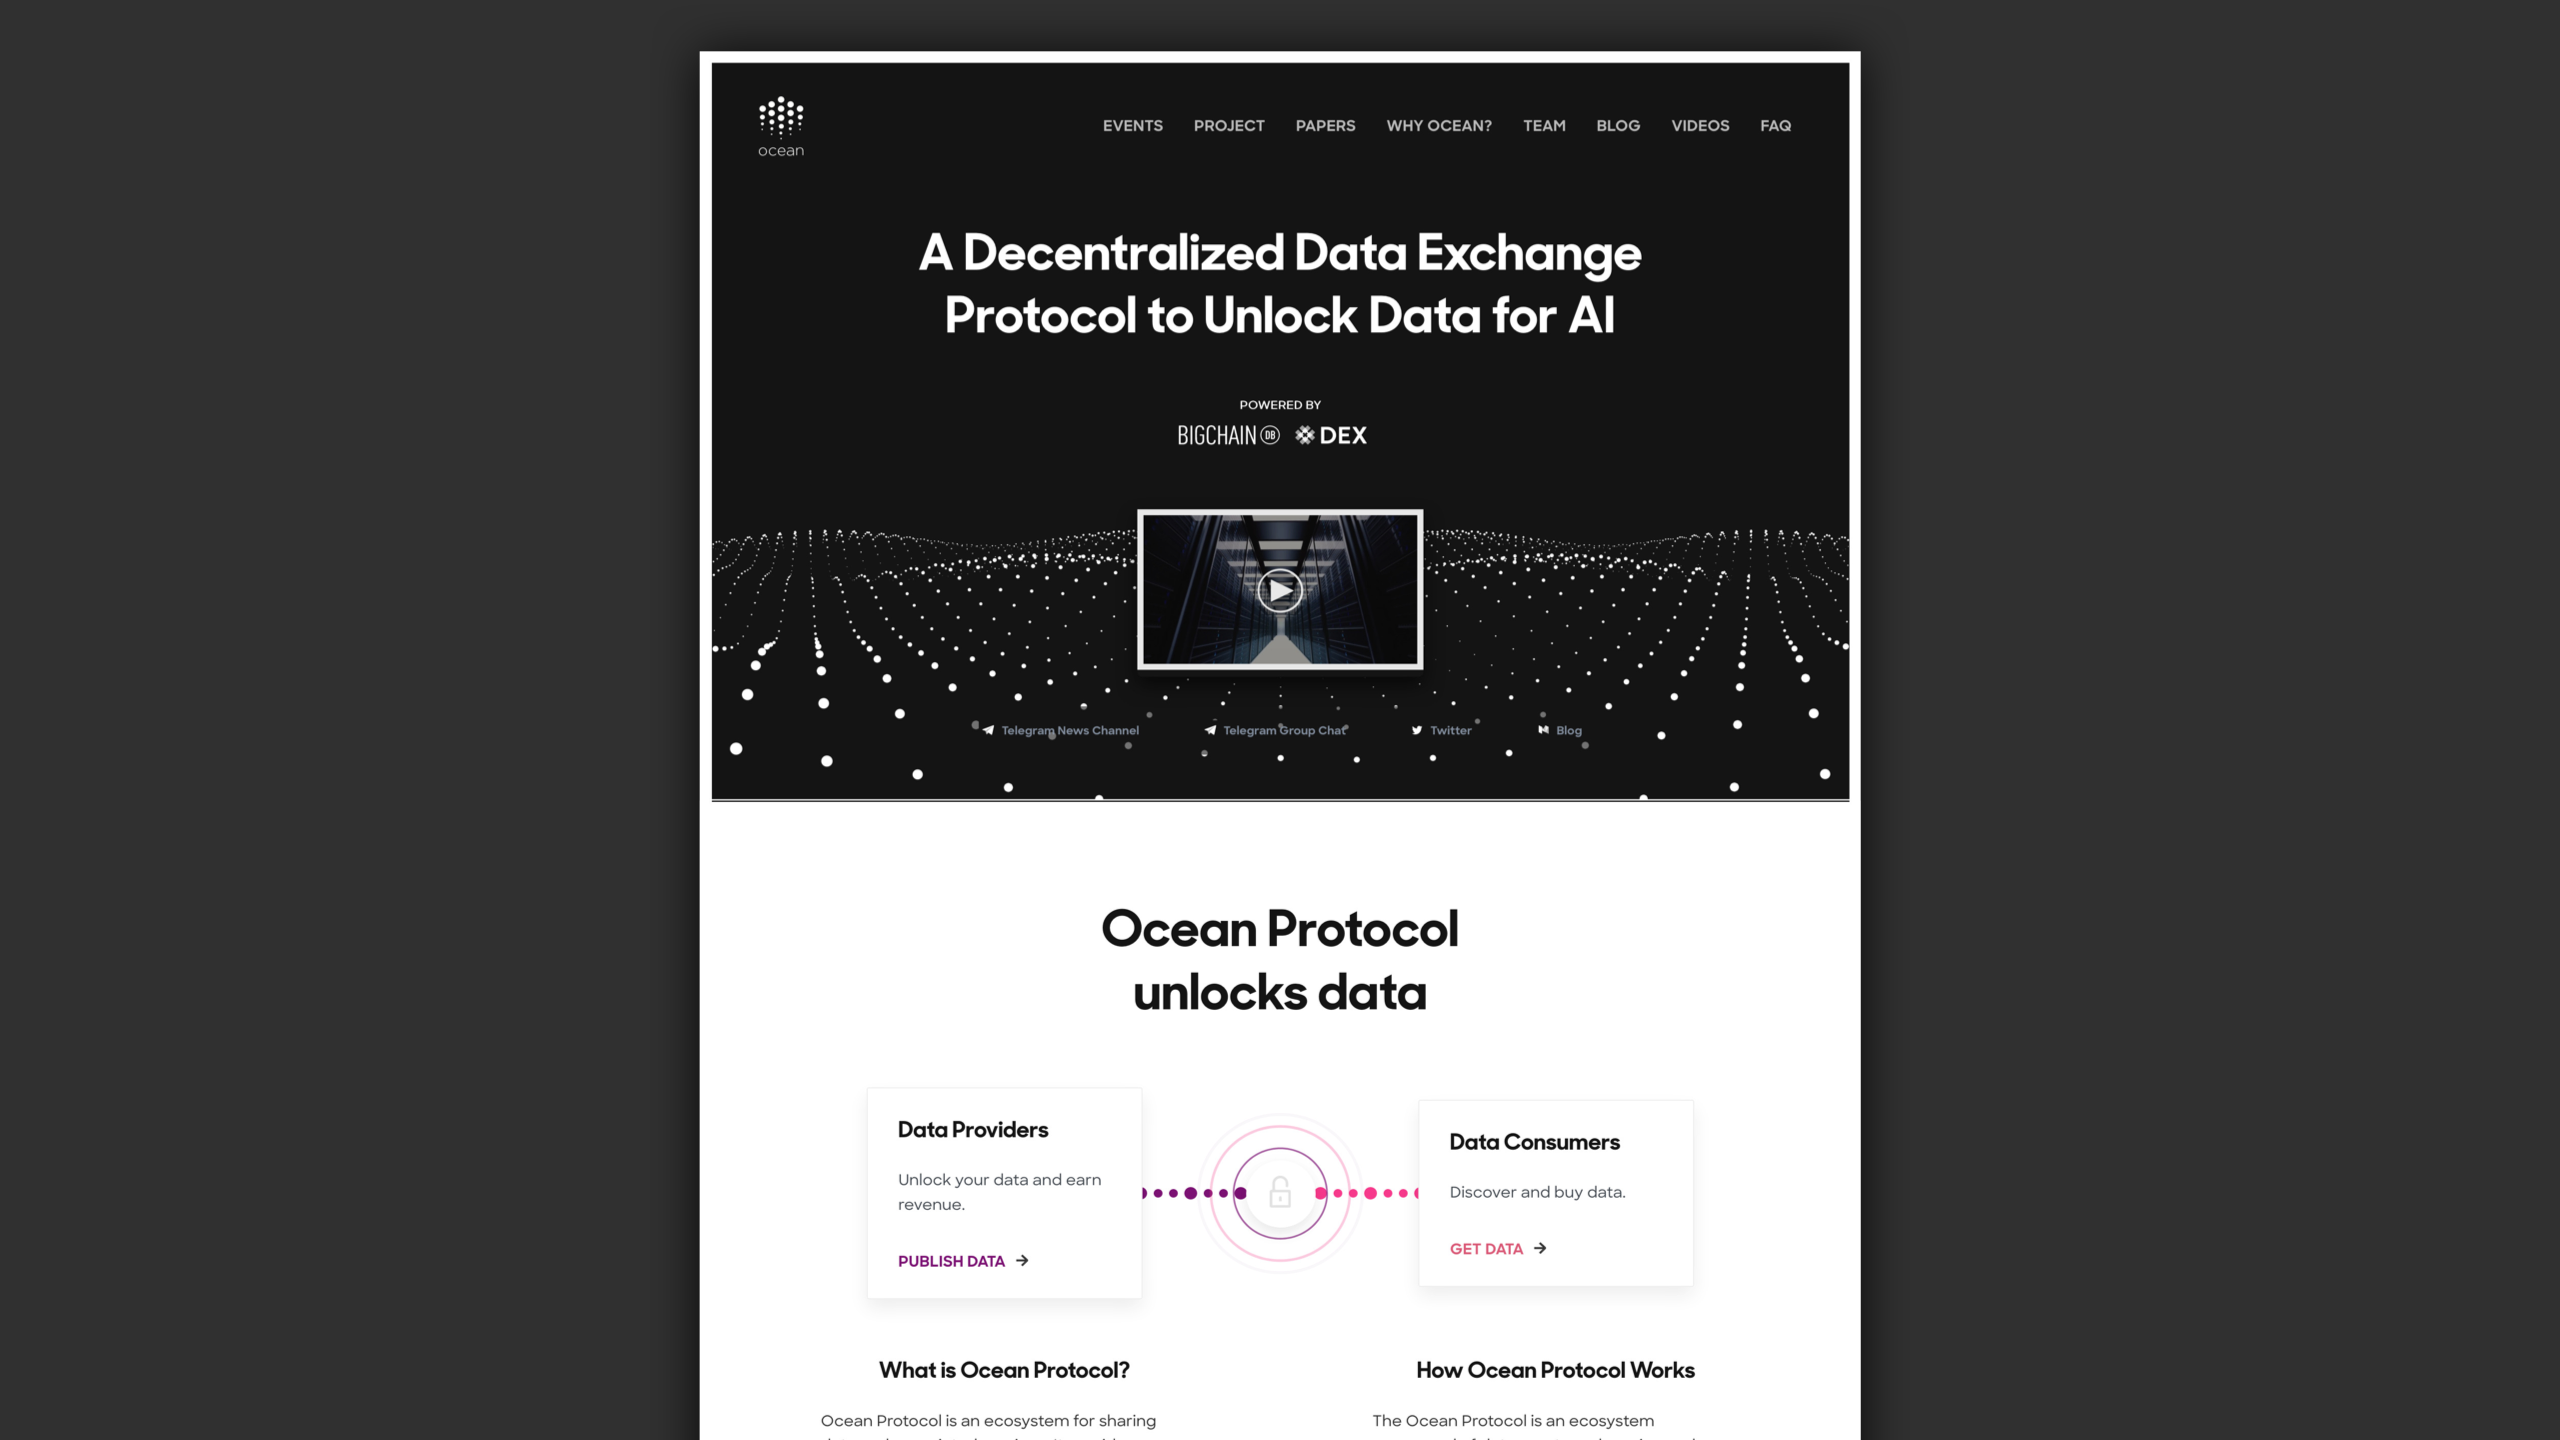 ocean
EVENTS PROJECT PAPERS WHY OCEAN? TEAM BLOG VIDEOS FAQ
A Decentralized Data Exchange
Protocol to Unlock Data for AI
POWERED BY
BIGCHAIN DB DEX
Telegram News Channel Telegram Group Chat Twitter Blog
Ocean Protocol
unlocks data
Data Providers
Unlock your data and earn
revenue.
PUBLISH DATA
Data Consumers
Discover and buy data.
GET DATA
What is Ocean Protocol?
Ocean Protocol is an ecosystem for sharing
How Ocean Protocol Works
The Ocean Protocol is an ecosystem